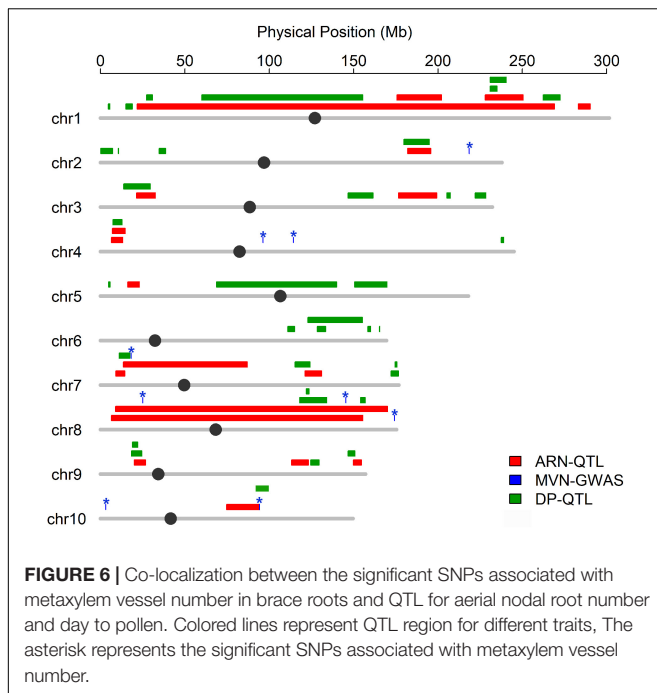 Physical Position (Mb)
0 50 100 150 200 250 300
chr1
chr2
*
chr3
chr4
* *
chr5
chr6
chr7
*
chr8
* * *
chr9
chr10
* *
ARN-QTL
MVN-GWAS
DP-QTL
FIGURE 6 | Co-localization between the significant SNPs associated with
metaxylem vessel number in brace roots and QTL for aerial nodal root number
and day to pollen. Colored lines represent QTL region for different traits, The
asterisk represents the significant SNPs associated with metaxylem vessel
number.